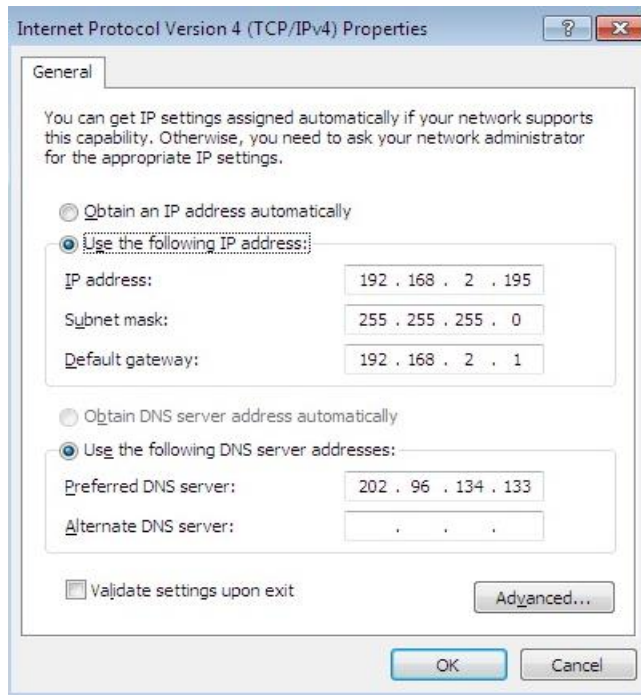 Internet Protocol Version 4 (TCP/IPv4) Properties
General
You can get IP settings assigned automatically if your network supports
this capability. Otherwise, you need to ask your network administrator
for the appropriate IP settings.
Obtain an IP address automatically
Use the following IP address:
IP address: 192 . 168 . 2 . 195
Subnet mask: 255 . 255 . 255 . 0
Default gateway: 192 . 168 . 2 . 1
Obtain DNS server address automatically
Use the following DNS server addresses:
Preferred DNS server: 202 . 96 . 134 . 133
Alternate DNS server: . . .
Validate settings upon exit
Advanced...
OK Cancel